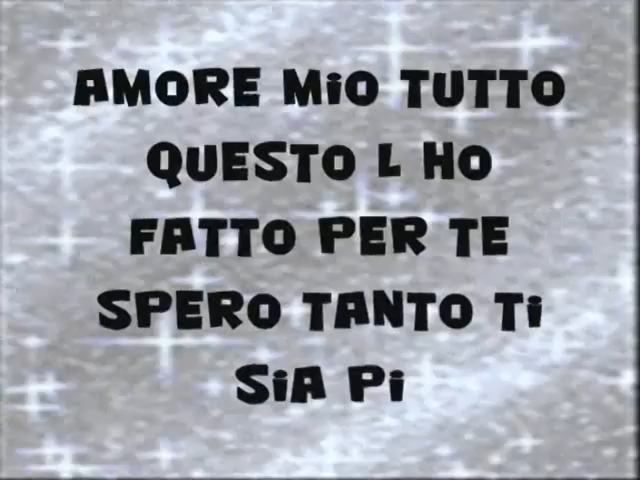 AMORE MiO TUTTO
QUESTO L HO
FATTO PER TE
SPERO TANTO Ti
SiA Pi